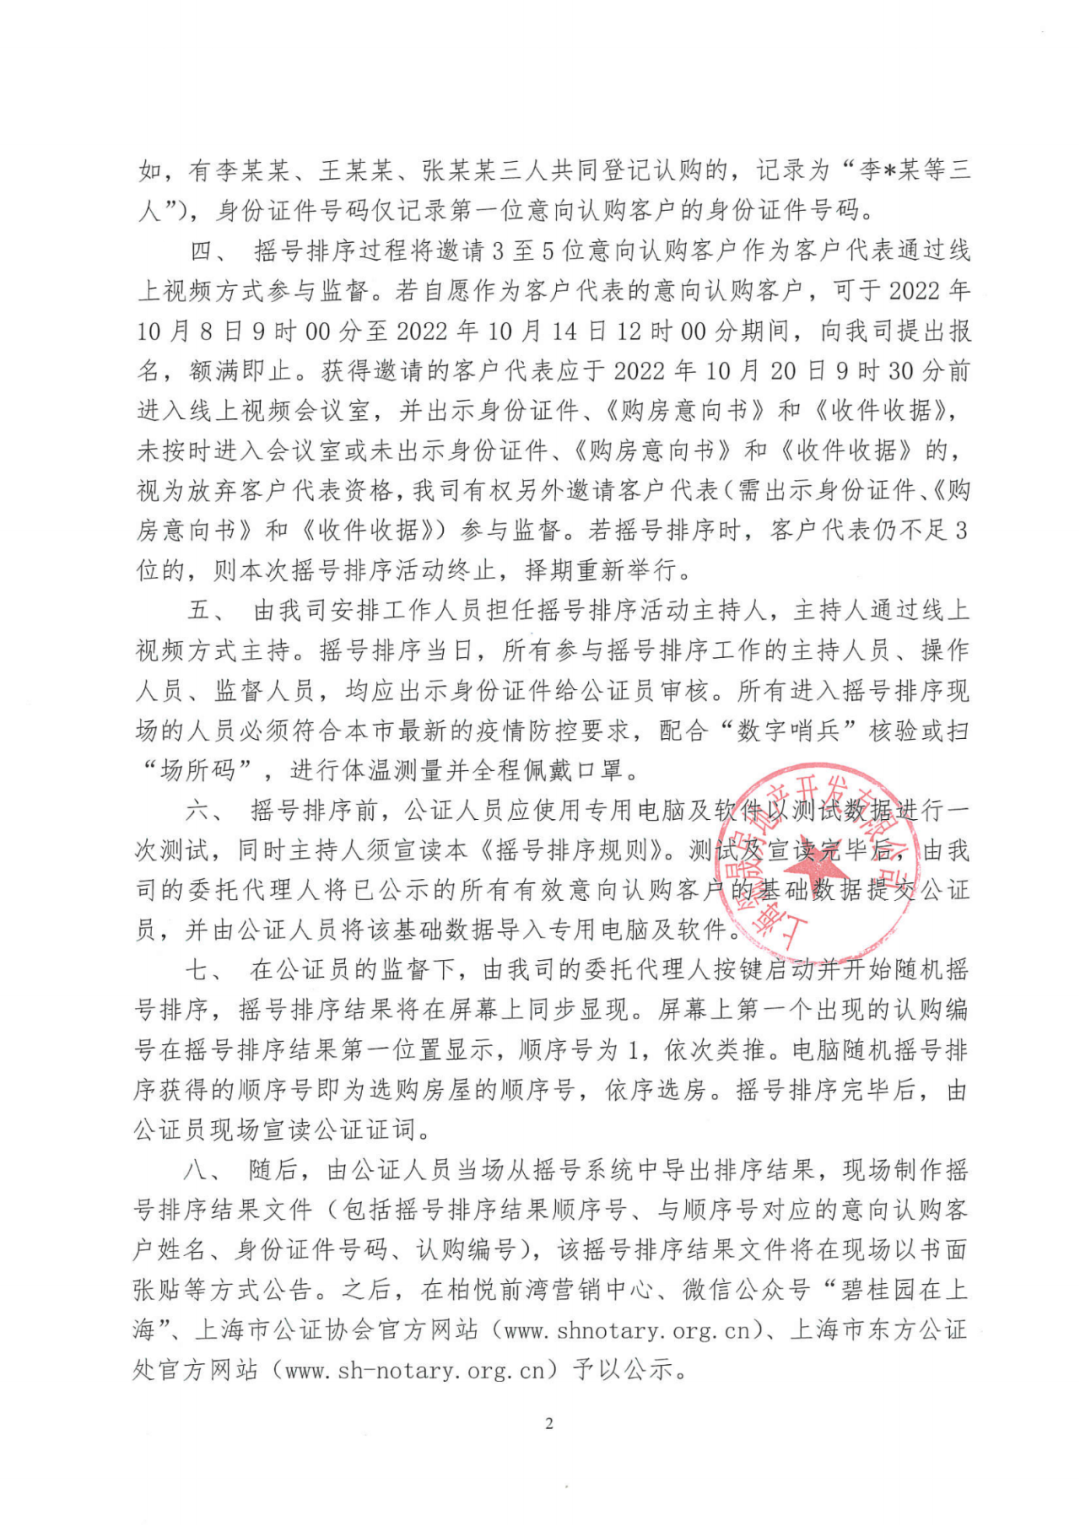 如，有李某某、王某某、张某某三人共同登记认购的，记录为“李*某等三
人”），身份证件号码仅记录第一位意向认购客户的身份证件号码。
四、 摇号排序过程将邀请 3 至 5 位意向认购客户作为客户代表通过线
上视频方式参与监督。若自愿作为客户代表的意向认购客户，可于 2022 年
10 月 8 日 9 时 00 分至 2022 年 10 月 14 日 12 时 00 分期间，向我司提出报
名，额满即止。获得邀请的客户代表应于 2022 年 10 月 20 日 9 时 30 分前
进入线上视频会议室，并出示身份证件、《购房意向书》和《收件收据》，
未按时进入会议室或未出示身份证件、《购房意向书》和《收件收据》的，
视为放弃客户代表资格，我司有权另外邀请客户代表（需出示身份证件、《购
房意向书》和《收件收据》）参与监督。若摇号排序时，客户代表仍不足 3
位的，则本次摇号排序活动终止，择期重新举行。
五、 由我司安排工作人员担任摇号排序活动主持人，主持人通过线上
视频方式主持。摇号排序当日，所有参与摇号排序工作的主持人员、操作
人员、监督人员，均应出示身份证件给公证员审核。所有进入摇号排序现
场的人员必须符合本市最新的疫情防控要求，配合“数字哨兵”核验或扫
“场所码”，进行体温测量并全程佩戴口罩。
六、 摇号排序前，公证人员应使用专用电脑及软件以测试数据进行一
次测试，同时主持人须宣读本《摇号排序规则》。测试及宣读完毕后，由我
司的委托代理人将已公示的所有有效意向认购客户的基础数据提交公证
员，并由公证人员将该基础数据导入专用电脑及软件。
七、 在公证员的监督下，由我司的委托代理人按键启动并开始随机摇
号排序，摇号排序结果将在屏幕上同步显现。屏幕上第一个出现的认购编
号在摇号排序结果第一位置显示，顺序号为 1，依次类推。电脑随机摇号排
序获得的顺序号即为选购房屋的顺序号，依序选房。摇号排序完毕后，由
公证员现场宣读公证证词。
八、 随后，由公证人员当场从摇号系统中导出排序结果，现场制作摇
号排序结果文件（包括摇号排序结果顺序号、与顺序号对应的意向认购客
户姓名、身份证件号码、认购编号），该摇号排序结果文件将在现场以书面
张贴等方式公告。之后，在柏悦前湾营销中心、微信公众号“碧桂园在上
海”、上海市公证协会官方网站（www.shnotary.org.cn）、上海市东方公证
处官方网站（www.sh-notary.org.cn）予以公示。
2
晟房地产开发有限公司